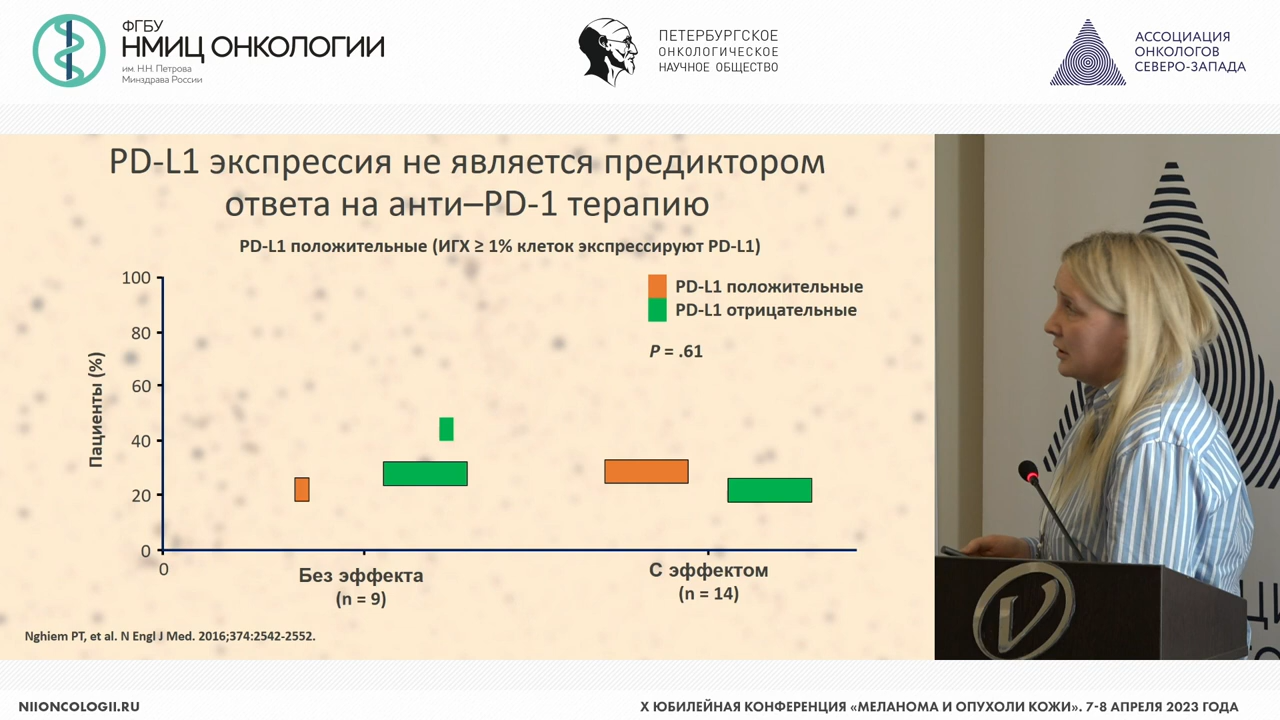 ФГБУ
НМИЦ ОНКОЛОГИИ
им. Н.Н. Петрова
Минздрава России
ПЕТЕРБУРГСКОЕ
ОНКОЛОГИЧЕСКОЕ
НАУЧНОЕ ОБЩЕСТВО
АССОЦИАЦИЯ
ОНКОЛОГОВ
СЕВЕРО-ЗАПАДА
PD-L1 экспрессия не является предиктором
ответа на анти–PD-1 терапию
PD-L1 положительные (ИГХ ≥ 1% клеток экспрессируют PD-L1)
PD-L1 положительные
PD-L1 отрицательные
P = .61
Пациенты (%)
100
80
60
40
20
0
0
Без эффекта
(n = 9)
С эффектом
(n = 14)
Nghiem PT, et al. N Engl J Med. 2016;374:2542-2552.
NIIONCOLOGII.RU
X ЮБИЛЕЙНАЯ КОНФЕРЕНЦИЯ «МЕЛАНОМА И ОПУХОЛИ КОЖИ». 7-8 АПРЕЛЯ 2023 ГОДА